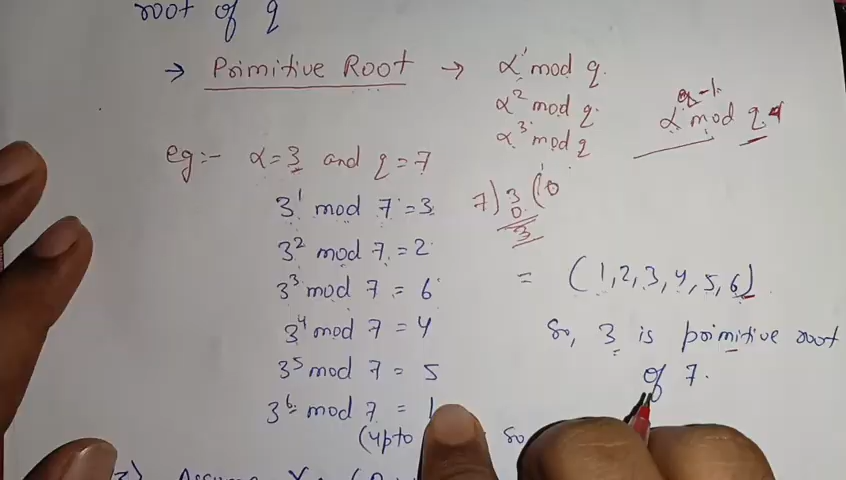 root of q
→ Primitive Root → α¹ mod q.
α² mod q.
α³ mod q
α^q-1 mod q.
eg:- α=3 and q=7
3¹ mod 7 = 3
7) 3 (0
0
3
3² mod 7 = 2
3³ mod 7 = 6
= (1,2,3,4,5,6)
3⁴ mod 7 = 4
So, 3 is primitive root
of 7.
3⁵ mod 7 = 5
3⁶ mod 7 = 1
(upto So
Assume